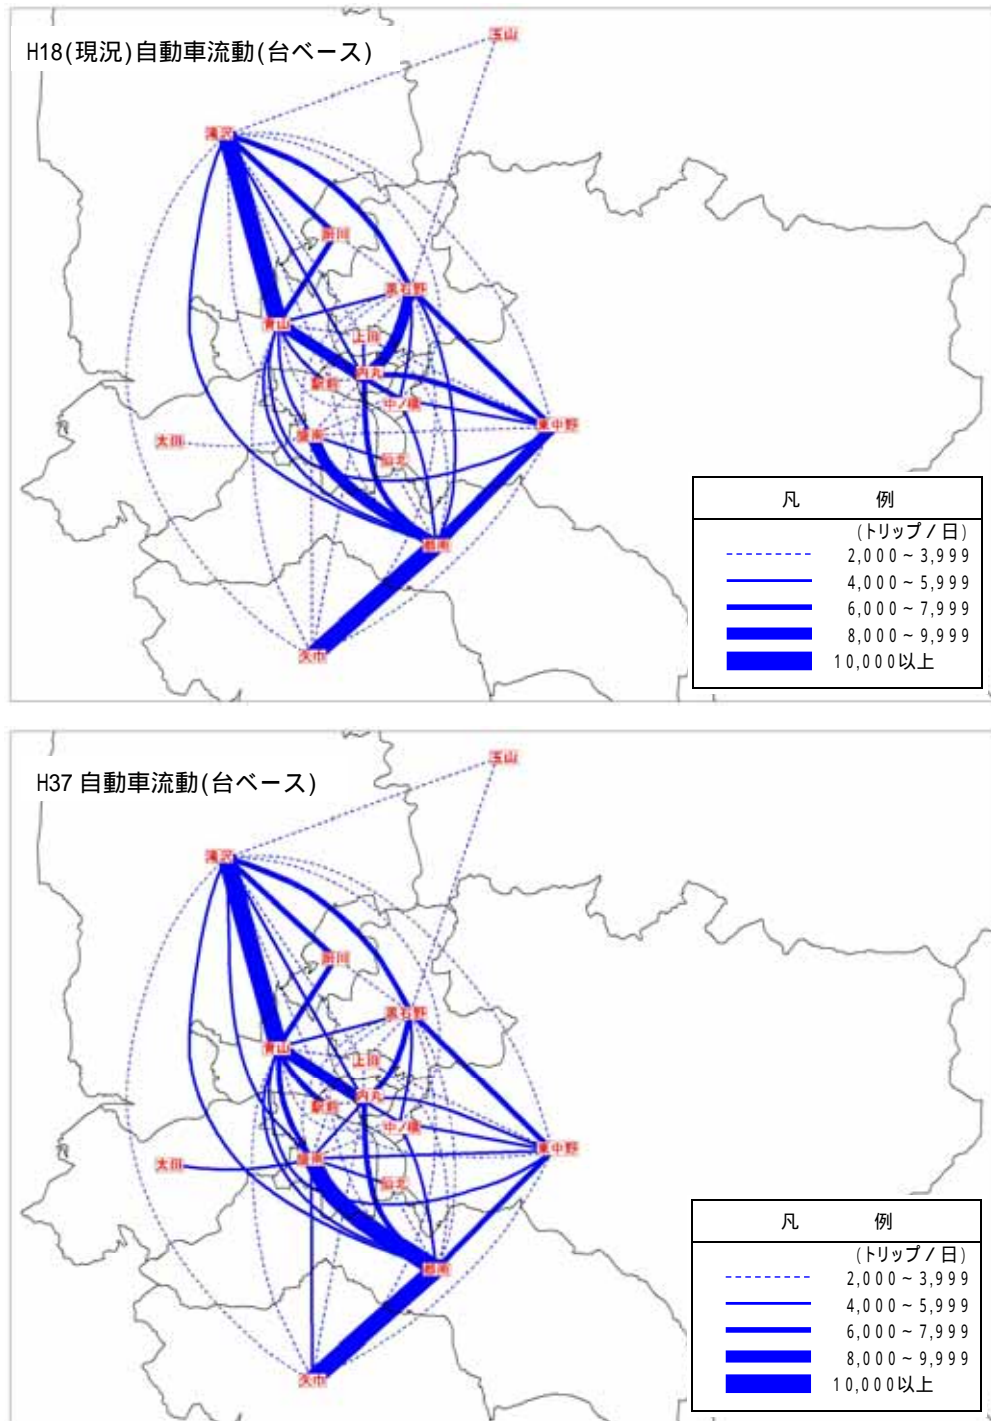 H18(現況)自動車流動(台ベース)
玉山
滝沢
厨川
黒石野
青山
上田
内丸
駅前
中ノ橋
東中野
太田
盛南
仙北
都南
矢巾
凡 例
(トリップ/日)
2,000～3,999
4,000～5,999
6,000～7,999
8,000～9,999
10,000以上
H37 自動車流動(台ベース)
玉山
滝沢
厨川
黒石野
青山
上田
内丸
駅前
中ノ橋
東中野
太田
盛南
仙北
都南
矢巾
凡 例
(トリップ/日)
2,000～3,999
4,000～5,999
6,000～7,999
8,000～9,999
10,000以上